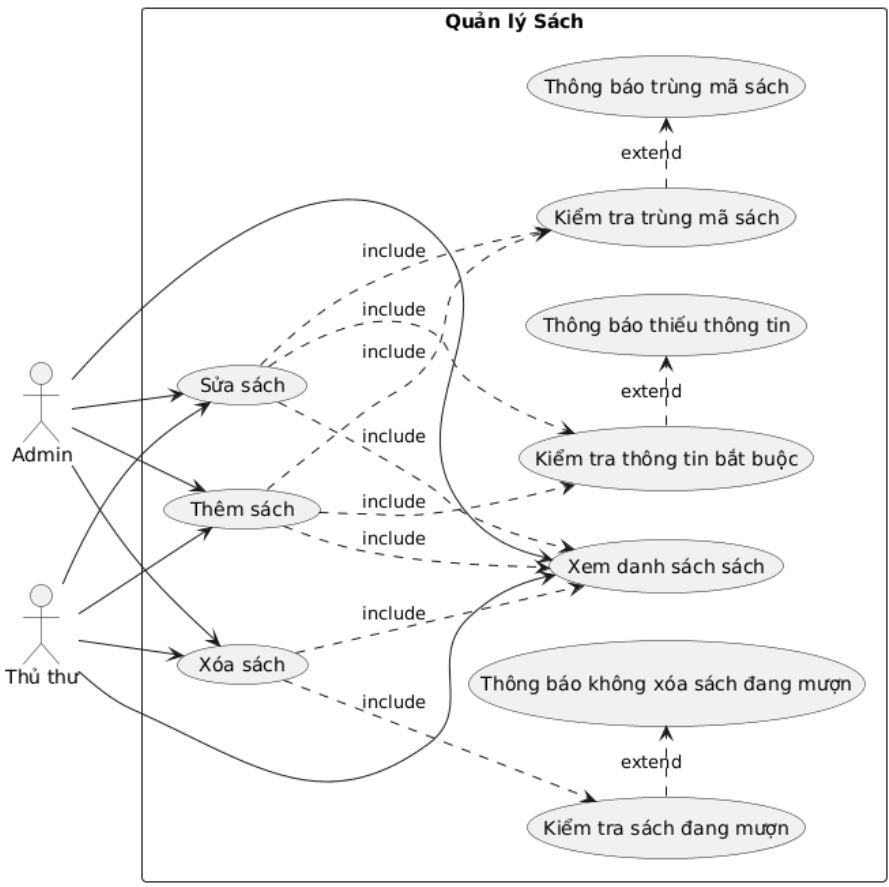 Quản lý Sách
Thông báo trùng mã sách
extend
Kiểm tra trùng mã sách
include
include
Thông báo thiếu thông tin
include
Sửa sách
extend
Admin
include
Kiểm tra thông tin bắt buộc
include
Thêm sách
include
Xem danh sách sách
include
Thủ thư
Xóa sách
Thông báo không xóa sách đang mượn
include
extend
Kiểm tra sách đang mượn